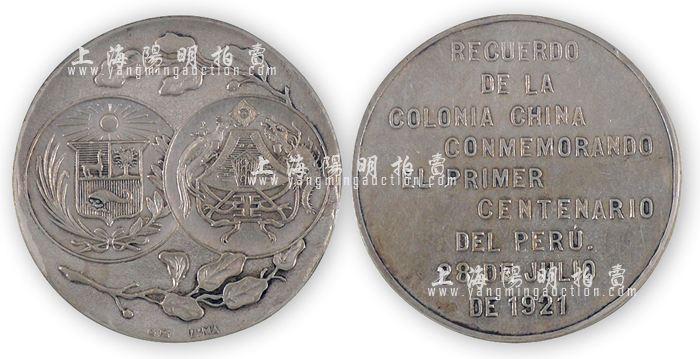 上海陽明拍賣
www.yangmingauction.com
上海陽明拍賣
www.yangmingauction.com
RECUERDO
DE LA
COLONIA CHINA
CONMEMORANDO
EL PRIMER
CENTENARIO
DEL PERÚ.
28 DE JULIO
DE 1921
上海陽明拍賣
www.yangmingauction.com
LIMA